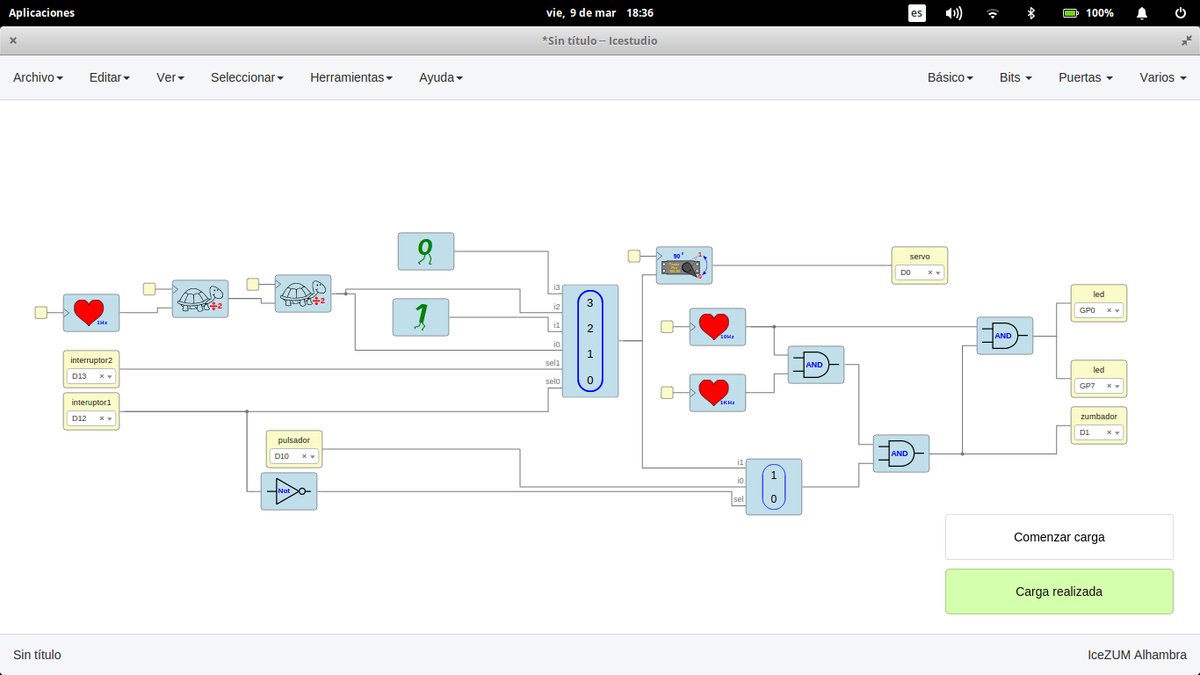 Aplicaciones
vie, 9 de mar 18:36
es
100%
*Sin título – Icestudio
Archivo
Editar
Ver
Seleccionar
Herramientas
Ayuda
Básico
Bits
Puertas
Varios
0
1
÷2
÷2
1Hz
interruptor2
D13
interruptor1
D12
pulsador
D10
Not
i3
i2
i1
i0
sel1
sel0
3
2
1
0
90°
servo
D0
10Hz
1KHz
AND
AND
AND
led
GP0
led
GP7
zumbador
D1
i1
i0
sel
1
0
Comenzar carga
Carga realizada
Sin título
IceZUM Alhambra